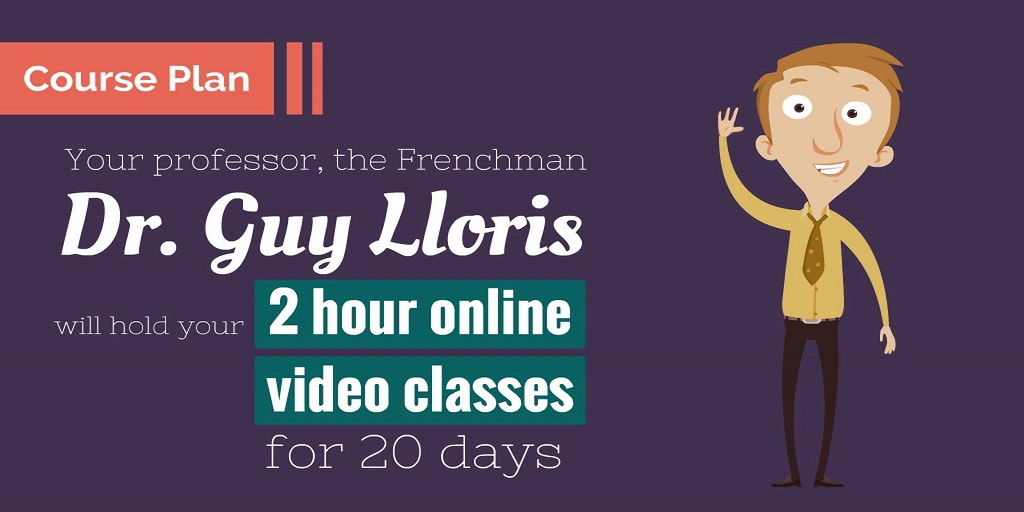 Course Plan
Your professor, the Frenchman
Dr. Guy Lloris
will hold your 2 hour online
video classes
for 20 days